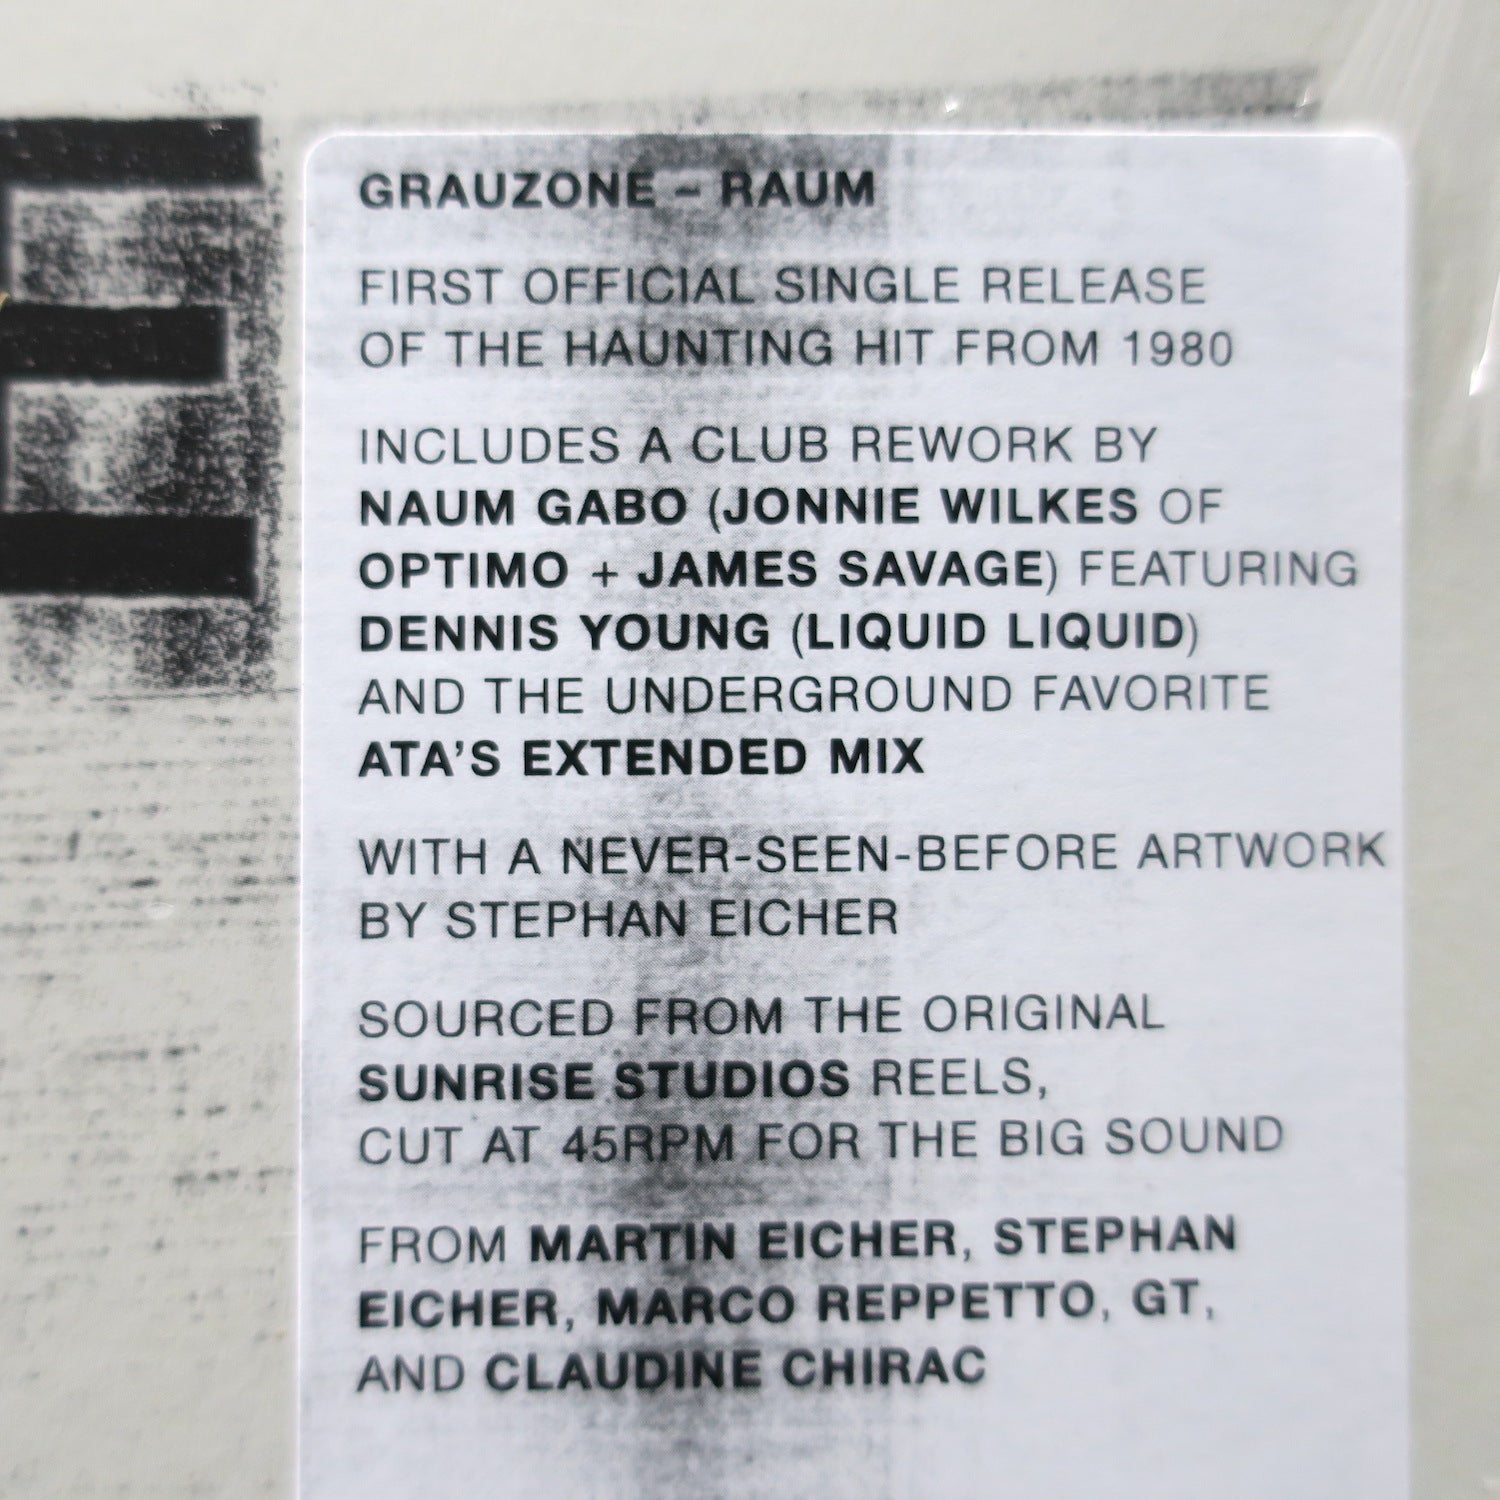 E
GRAUZONE – RAUM
FIRST OFFICIAL SINGLE RELEASE
OF THE HAUNTING HIT FROM 1980
INCLUDES A CLUB REWORK BY
NAUM GABO (JONNIE WILKES OF
OPTIMO + JAMES SAVAGE) FEATURING
DENNIS YOUNG (LIQUID LIQUID)
AND THE UNDERGROUND FAVORITE
ATA'S EXTENDED MIX
WITH A NEVER-SEEN-BEFORE ARTWORK
BY STEPHAN EICHER
SOURCED FROM THE ORIGINAL
SUNRISE STUDIOS REELS,
CUT AT 45RPM FOR THE BIG SOUND
FROM MARTIN EICHER, STEPHAN
EICHER, MARCO REPPETTO, GT,
AND CLAUDINE CHIRAC